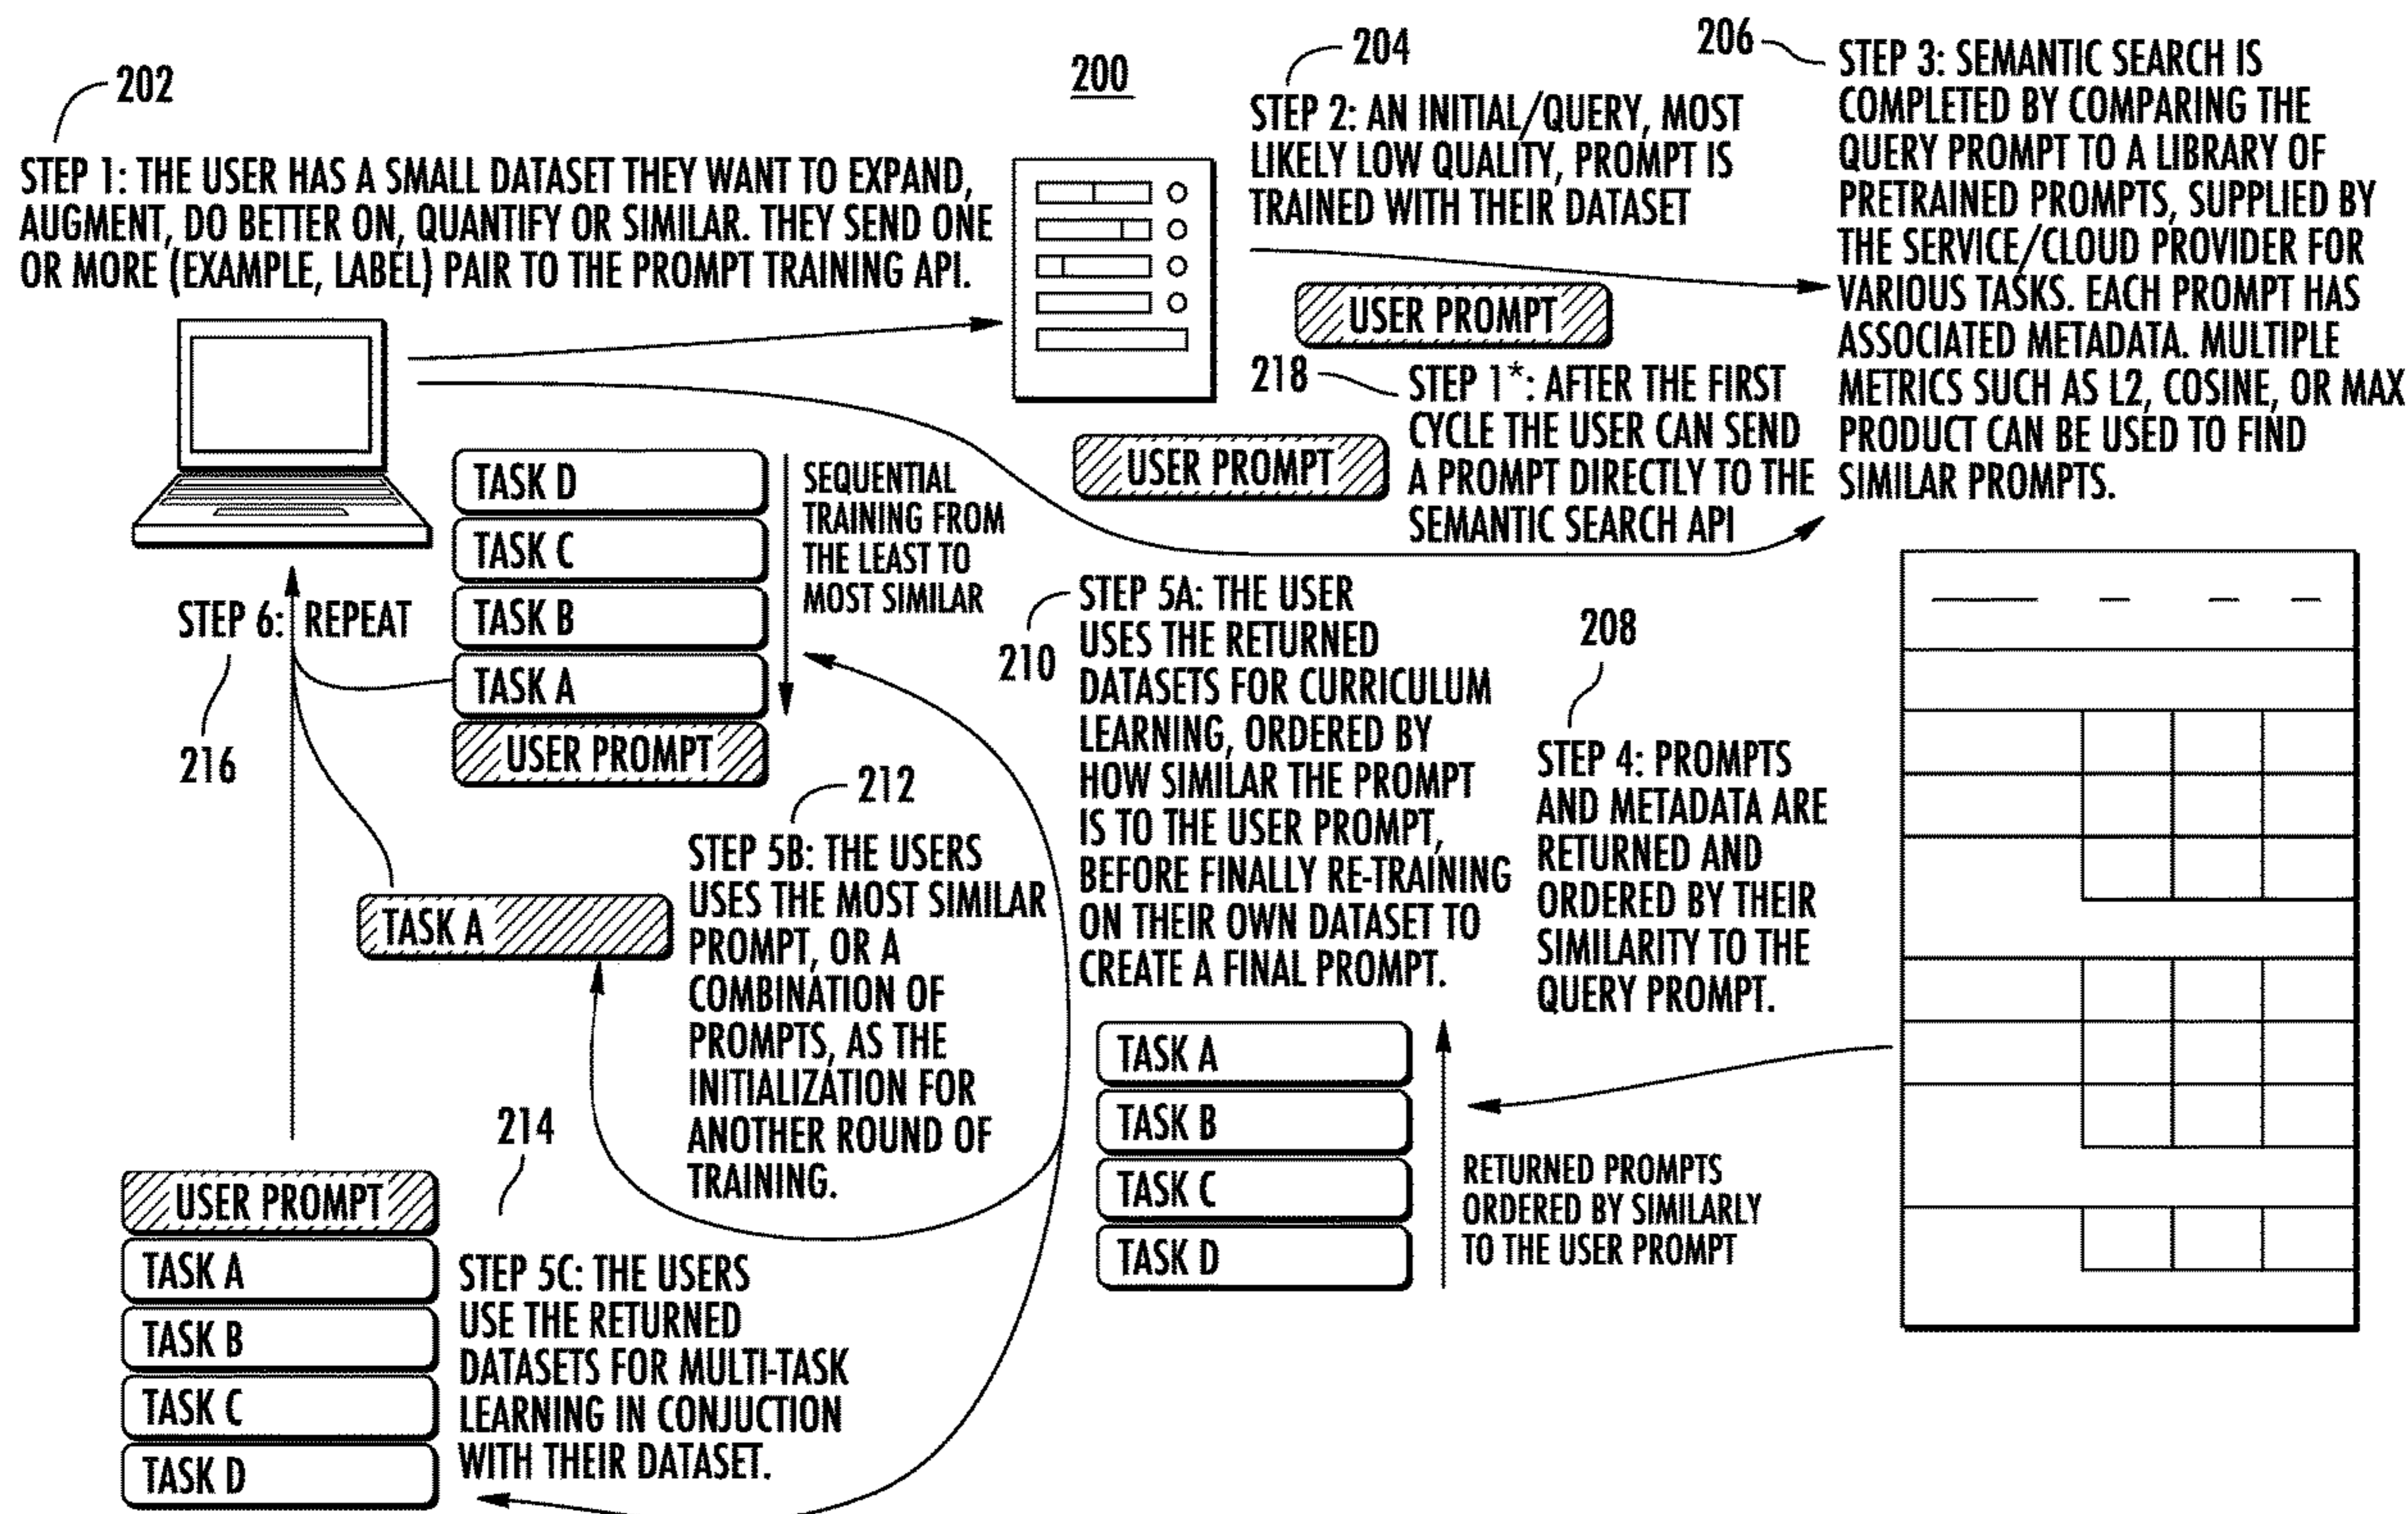 202
STEP 1: THE USER HAS A SMALL DATASET THEY WANT TO EXPAND,
AUGMENT, DO BETTER ON, QUANTIFY OR SIMILAR. THEY SEND ONE
OR MORE (EXAMPLE, LABEL) PAIR TO THE PROMPT TRAINING API.
200
204
STEP 2: AN INITIAL/QUERY, MOST
LIKELY LOW QUALITY, PROMPT IS
TRAINED WITH THEIR DATASET
USER PROMPT
206
STEP 3: SEMANTIC SEARCH IS
COMPLETED BY COMPARING THE
QUERY PROMPT TO A LIBRARY OF
PRETRAINED PROMPTS, SUPPLIED BY
THE SERVICE/CLOUD PROVIDER FOR
VARIOUS TASKS. EACH PROMPT HAS
ASSOCIATED METADATA. MULTIPLE
METRICS SUCH AS L2, COSINE, OR MAX
PRODUCT CAN BE USED TO FIND
SIMILAR PROMPTS.
218
STEP 1*: AFTER THE FIRST
CYCLE THE USER CAN SEND
A PROMPT DIRECTLY TO THE
SEMANTIC SEARCH API
USER PROMPT
TASK D
TASK C
TASK B
TASK A
USER PROMPT
SEQUENTIAL
TRAINING FROM
THE LEAST TO
MOST SIMILAR
STEP 6: REPEAT
216
210
STEP 5A: THE USER
USES THE RETURNED
DATASETS FOR CURRICULUM
LEARNING, ORDERED BY
HOW SIMILAR THE PROMPT
IS TO THE USER PROMPT,
BEFORE FINALLY RE-TRAINING
ON THEIR OWN DATASET TO
CREATE A FINAL PROMPT.
208
STEP 4: PROMPTS
AND METADATA ARE
RETURNED AND
ORDERED BY THEIR
SIMILARITY TO THE
QUERY PROMPT.
212
STEP 5B: THE USERS
USES THE MOST SIMILAR
PROMPT, OR A
COMBINATION OF
PROMPTS, AS THE
INITIALIZATION FOR
ANOTHER ROUND OF
TRAINING.
TASK A
TASK A
TASK B
TASK C
TASK D
RETURNED PROMPTS
ORDERED BY SIMILARLY
TO THE USER PROMPT
214
STEP 5C: THE USERS
USE THE RETURNED
DATASETS FOR MULTI-TASK
LEARNING IN CONJUCTION
WITH THEIR DATASET.
USER PROMPT
TASK A
TASK B
TASK C
TASK D